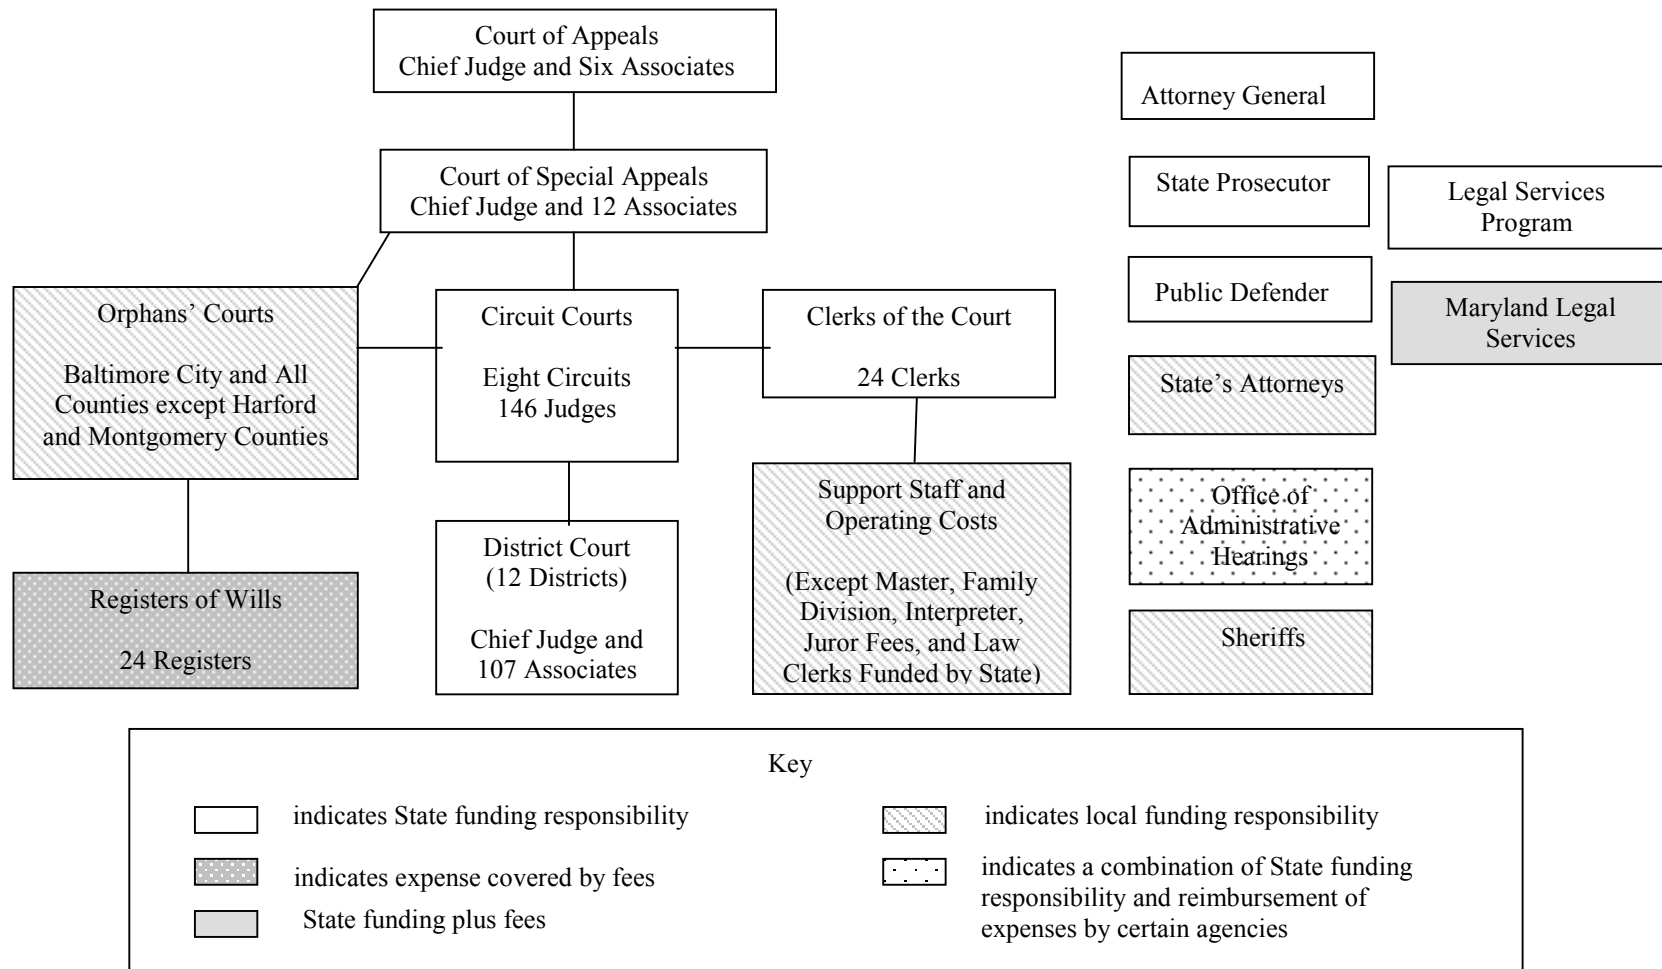 Court of Appeals
Chief Judge and Six Associates
Court of Special Appeals
Chief Judge and 12 Associates
Orphans’ Courts
Baltimore City and All
Counties except Harford
and Montgomery Counties
Circuit Courts
Eight Circuits
146 Judges
Clerks of the Court
24 Clerks
Registers of Wills
24 Registers
District Court
(12 Districts)
Chief Judge and
107 Associates
Support Staff and
Operating Costs
(Except Master, Family
Division, Interpreter,
Juror Fees, and Law
Clerks Funded by State)
Attorney General
State Prosecutor
Legal Services
Program
Public Defender
Maryland Legal
Services
State’s Attorneys
Office of
Administrative
Hearings
Sheriffs
Key
indicates State funding responsibility
indicates expense covered by fees
State funding plus fees
indicates local funding responsibility
indicates a combination of State funding
responsibility and reimbursement of
expenses by certain agencies